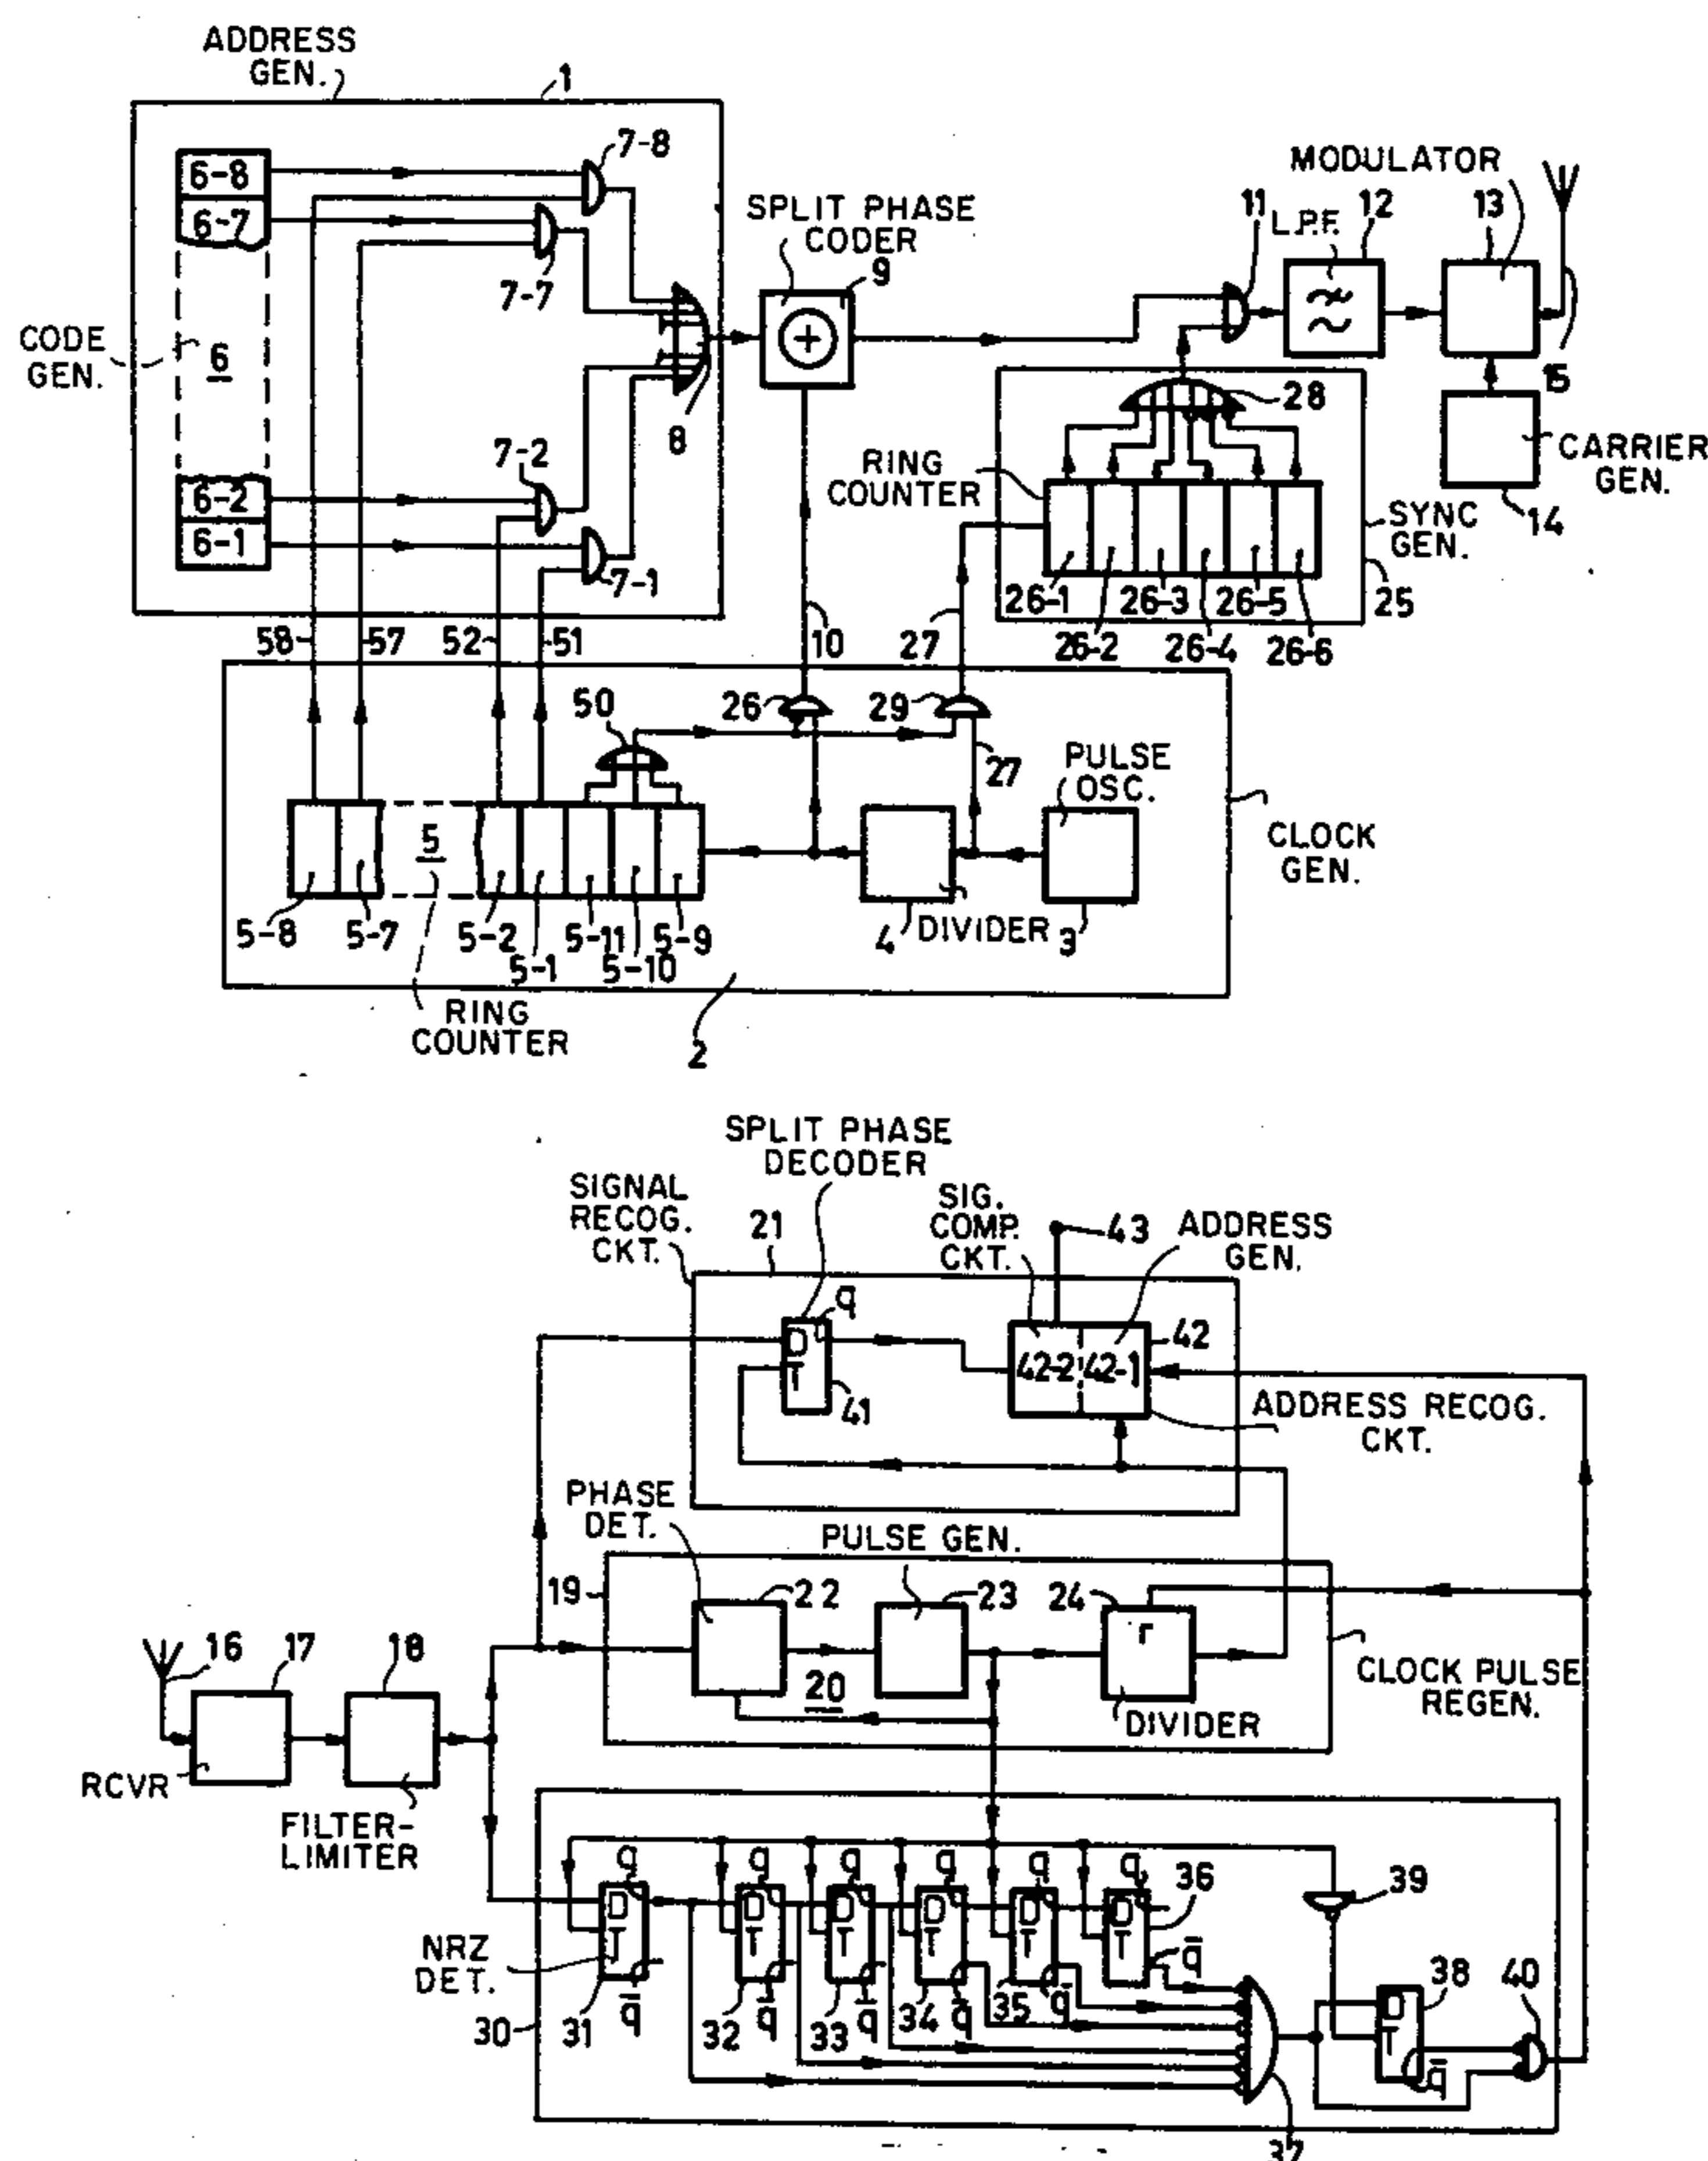 ADDRESS
GEN.
1
6-8
6-7
7-8
7-7
CODE
GEN.
6
6-2
6-1
7-2
7-1
8
SPLIT PHASE
CODER
9
MODULATOR
11
L.P.F.
12
13
15
28
RING
COUNTER
CARRIER
GEN.
14
SYNC
GEN.
25
26-1
26-3
26-5
26-2
26-4
26-6
58
57
52
51
10
27
50
26
29
27
PULSE
OSC.
CLOCK
GEN.
5
5-8
5-7
5-2
5-11
5-9
5-1
5-10
4
DIVIDER
3
RING
COUNTER
2
SPLIT PHASE
DECODER
SIGNAL
RECOG.
CKT.
21
SIG.
COMP.
CKT.
43
ADDRESS
GEN.
q
D
T
41
42-2
42-1
42
ADDRESS RECOG.
CKT.
PHASE
DET.
PULSE GEN.
19
22
23
24
r
20
DIVIDER
CLOCK PULSE
REGEN.
16
17
18
RCVR
FILTER-
LIMITER
q q q q q q
D D D D D D
T T T T T T
36
39
NRZ
DET.
q̄ q̄ q̄ q̄ q̄ q̄
30
31
32
33
34
35
38
40
D
T
q̄
37